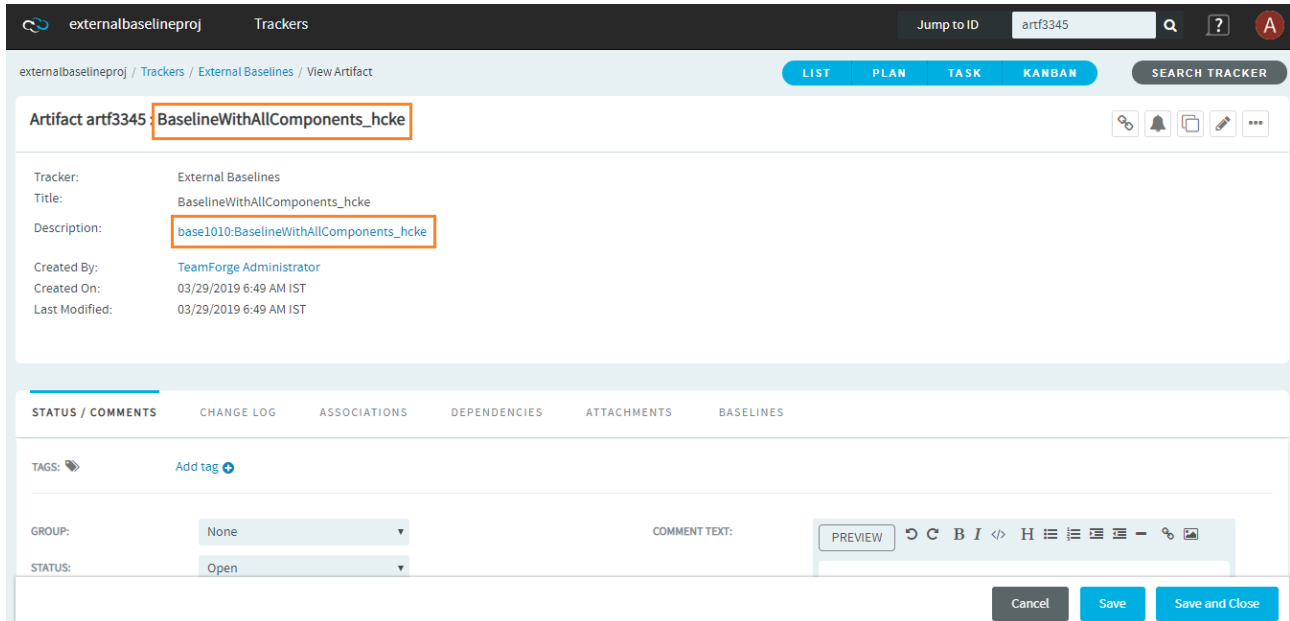 externalbaselineproj Trackers Jump to ID artf3345 ? A
externalbaselineproj / Trackers / External Baselines / View Artifact LIST PLAN TASK KANBAN SEARCH TRACKER
Artifact artf3345 : BaselineWithAllComponents_hcke
Tracker: External Baselines
Title: BaselineWithAllComponents_hcke
Description: base1010:BaselineWithAllComponents_hcke
Created By: TeamForge Administrator
Created On: 03/29/2019 6:49 AM IST
Last Modified: 03/29/2019 6:49 AM IST
STATUS / COMMENTS CHANGE LOG ASSOCIATIONS DEPENDENCIES ATTACHMENTS BASELINES
TAGS: Add tag
GROUP: None COMMENT TEXT: PREVIEW B I </> H
STATUS: Open
Cancel Save Save and Close